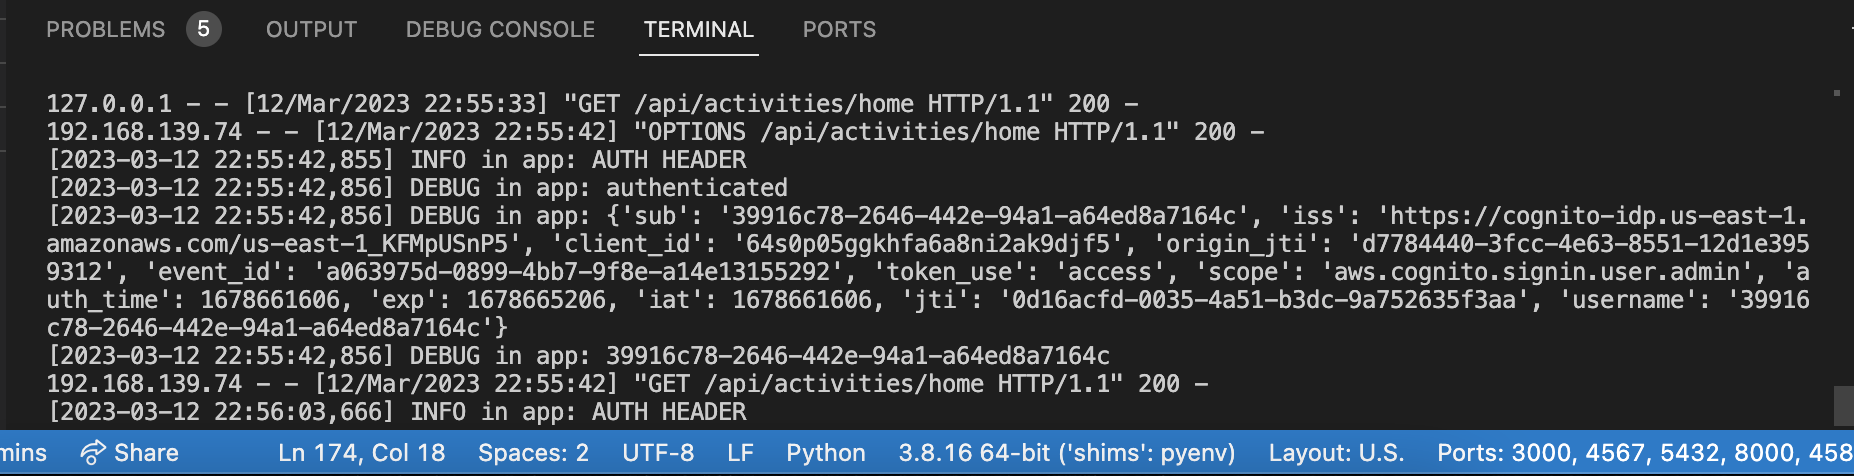 PROBLEMS 5 OUTPUT DEBUG CONSOLE TERMINAL PORTS
127.0.0.1 - - [12/Mar/2023 22:55:33] "GET /api/activities/home HTTP/1.1" 200 -
192.168.139.74 - - [12/Mar/2023 22:55:42] "OPTIONS /api/activities/home HTTP/1.1" 200 -
[2023-03-12 22:55:42,855] INFO in app: AUTH HEADER
[2023-03-12 22:55:42,856] DEBUG in app: authenticated
[2023-03-12 22:55:42,856] DEBUG in app: {'sub': '39916c78-2646-442e-94a1-a64ed8a7164c', 'iss': 'https://cognito-idp.us-east-1.
amazonaws.com/us-east-1_KFMpUSnP5', 'client_id': '64s0p05ggkhfa6a8ni2ak9djf5', 'origin_jti': 'd7784440-3fcc-4e63-8551-12d1e395
9312', 'event_id': 'a063975d-0899-4bb7-9f8e-a14e13155292', 'token_use': 'access', 'scope': 'aws.cognito.signin.user.admin', 'a
uth_time': 1678661606, 'exp': 1678665206, 'iat': 1678661606, 'jti': '0d16acfd-0035-4a51-b3dc-9a752635f3aa', 'username': '39916
c78-2646-442e-94a1-a64ed8a7164c'}
[2023-03-12 22:55:42,856] DEBUG in app: 39916c78-2646-442e-94a1-a64ed8a7164c
192.168.139.74 - - [12/Mar/2023 22:55:42] "GET /api/activities/home HTTP/1.1" 200 -
[2023-03-12 22:56:03,666] INFO in app: AUTH HEADER
mins Share Ln 174, Col 18 Spaces: 2 UTF-8 LF Python 3.8.16 64-bit ('shims': pyenv) Layout: U.S. Ports: 3000, 4567, 5432, 8000, 458